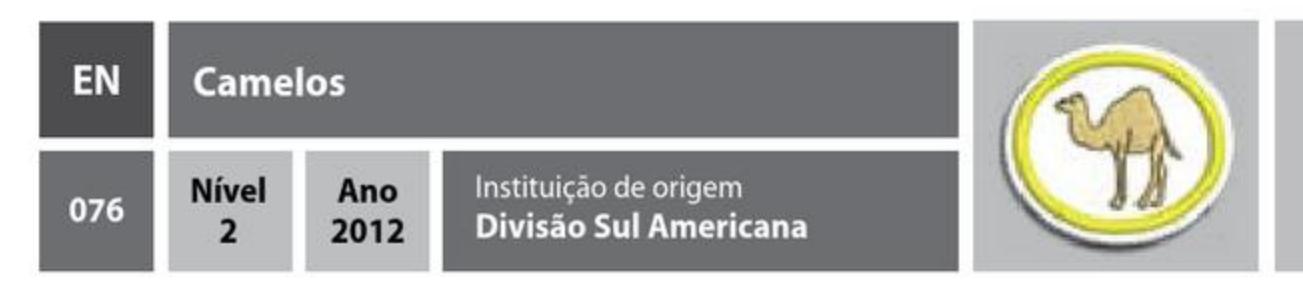 EN
Camelos
076
Nível
2
Ano
2012
Instituição de origem
Divisão Sul Americana